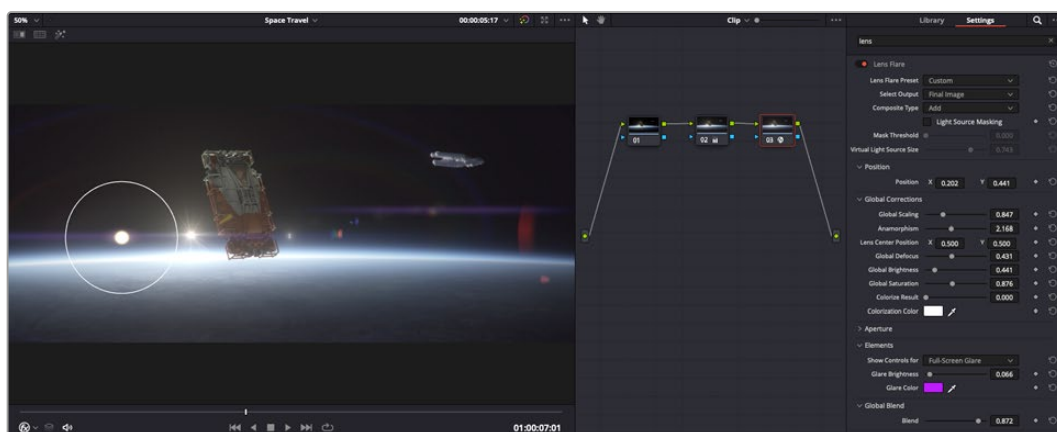 50%
Space Travel
00:00:05:17
Clip
Library
Settings
lens
Lens Flare
Lens Flare Preset
Custom
Select Output
Final Image
Composite Type
Add
Light Source Masking
Mask Threshold
0.000
Virtual Light Source Size
0.743
Position
Position X 0.202 Y 0.441
Global Corrections
Global Scaling 0.847
Anamorphism 2.168
Lens Center Position X 0.500 Y 0.500
Global Defocus 0.431
Global Brightness 0.441
Global Saturation 0.876
Colorize Result 0.000
Colorization Color
Aperture
Elements
Show Controls for Full-Screen Glare
Glare Brightness 0.066
Glare Color
Global Blend
Blend 0.872
01
02
03
01:00:07:01